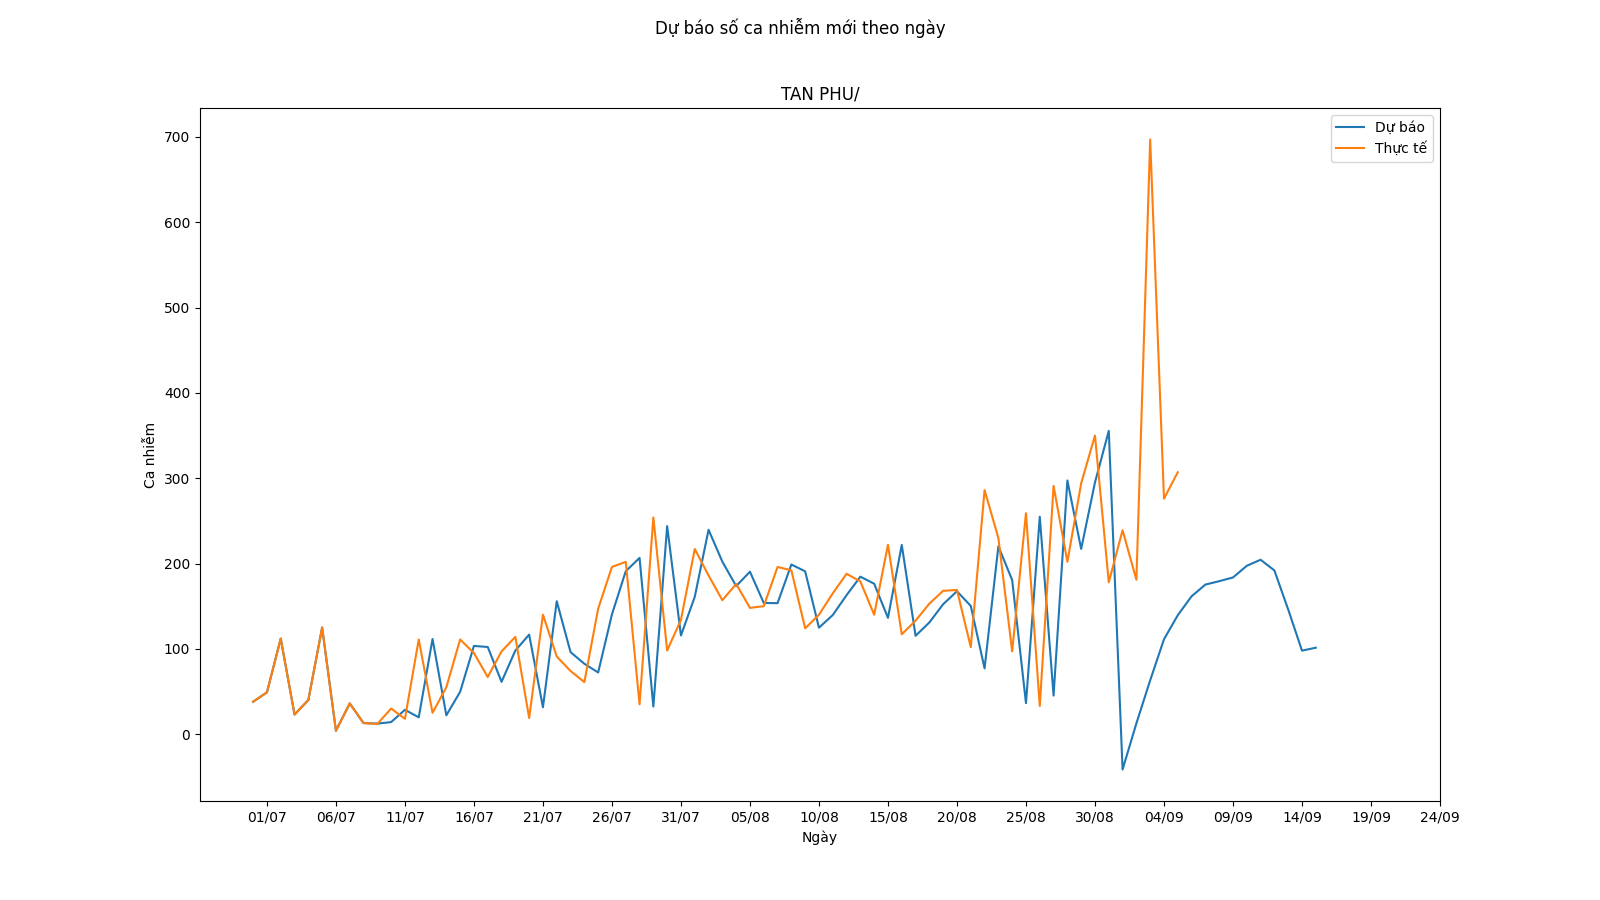 Dự báo số ca nhiễm mới theo ngày
TAN PHU/
Dự báo
Thực tế
700
600
500
400
300
200
100
0
Ca nhiễm
01/07 06/07 11/07 16/07 21/07 26/07 31/07 05/08 10/08 15/08 20/08 25/08 30/08 04/09 09/09 14/09 19/09 24/09
Ngày